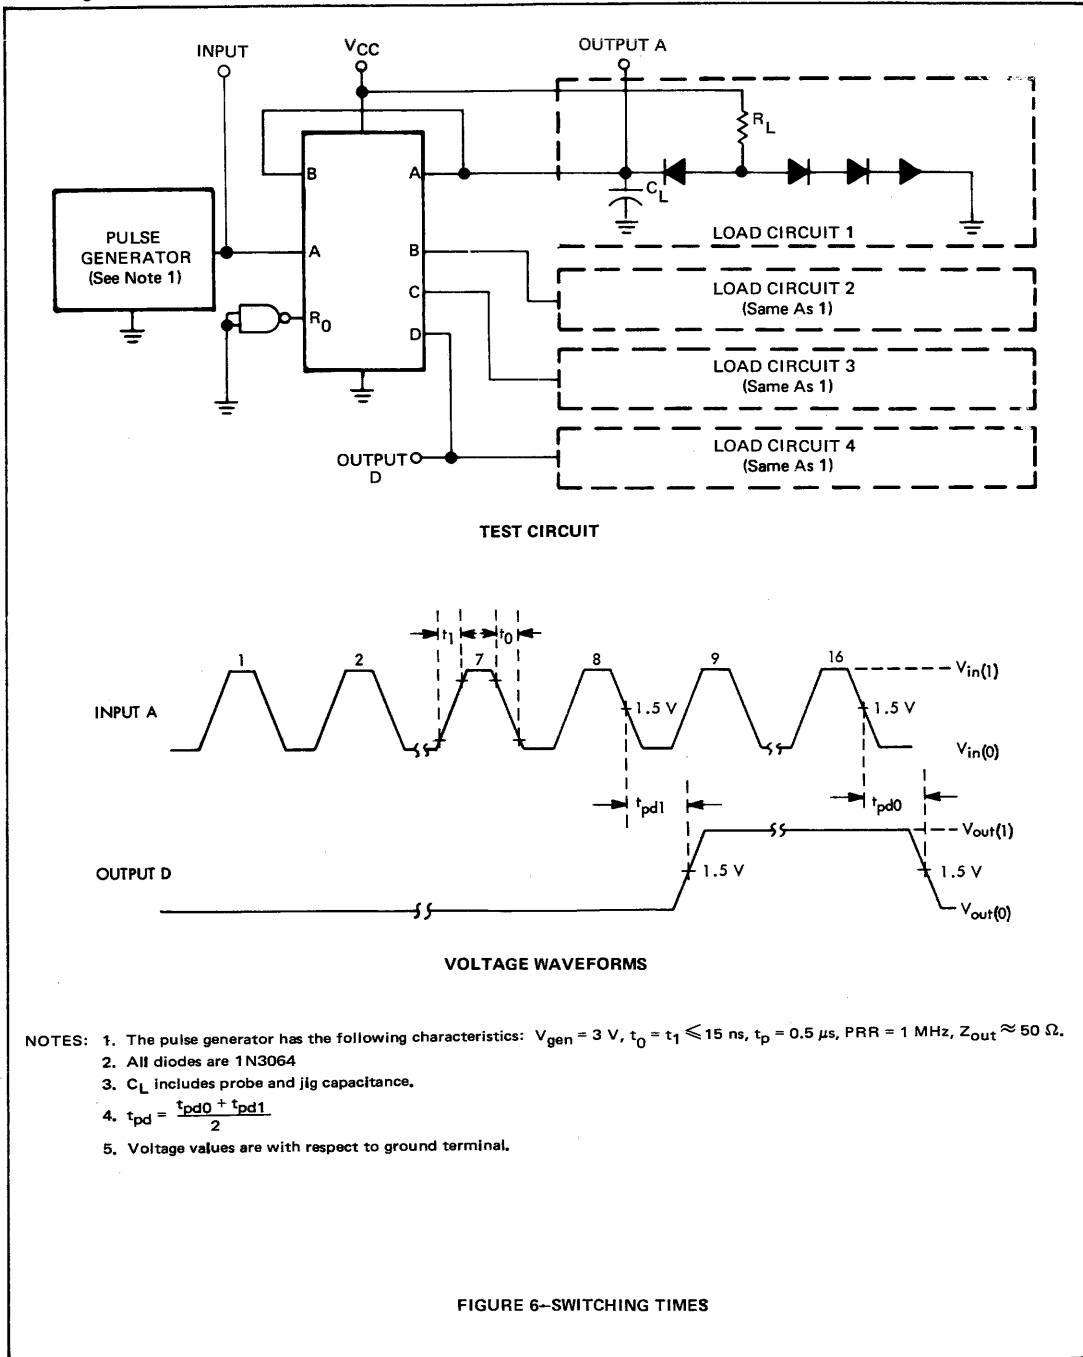 INPUT
VCC
OUTPUT A
RL
B
A
CL
PULSE
GENERATOR
(See Note 1)
A
B
C
R0
D
LOAD CIRCUIT 1
LOAD CIRCUIT 2
(Same As 1)
LOAD CIRCUIT 3
(Same As 1)
LOAD CIRCUIT 4
(Same As 1)
OUTPUT
D
TEST CIRCUIT
t1 t0
1 2 7 8 9 16
Vin(1)
INPUT A
1.5 V 1.5 V
Vin(0)
tpd1 tpd0
Vout(1)
OUTPUT D
1.5 V 1.5 V
Vout(0)
VOLTAGE WAVEFORMS
NOTES: 1. The pulse generator has the following characteristics: Vgen = 3 V, t0 = t1 ⩽ 15 ns, tp = 0.5 μs, PRR = 1 MHz, Zout ≈ 50 Ω.
2. All diodes are 1N3064
3. CL includes probe and jig capacitance.
4. tpd = tpd0 + tpd1 / 2
5. Voltage values are with respect to ground terminal.
FIGURE 6–SWITCHING TIMES